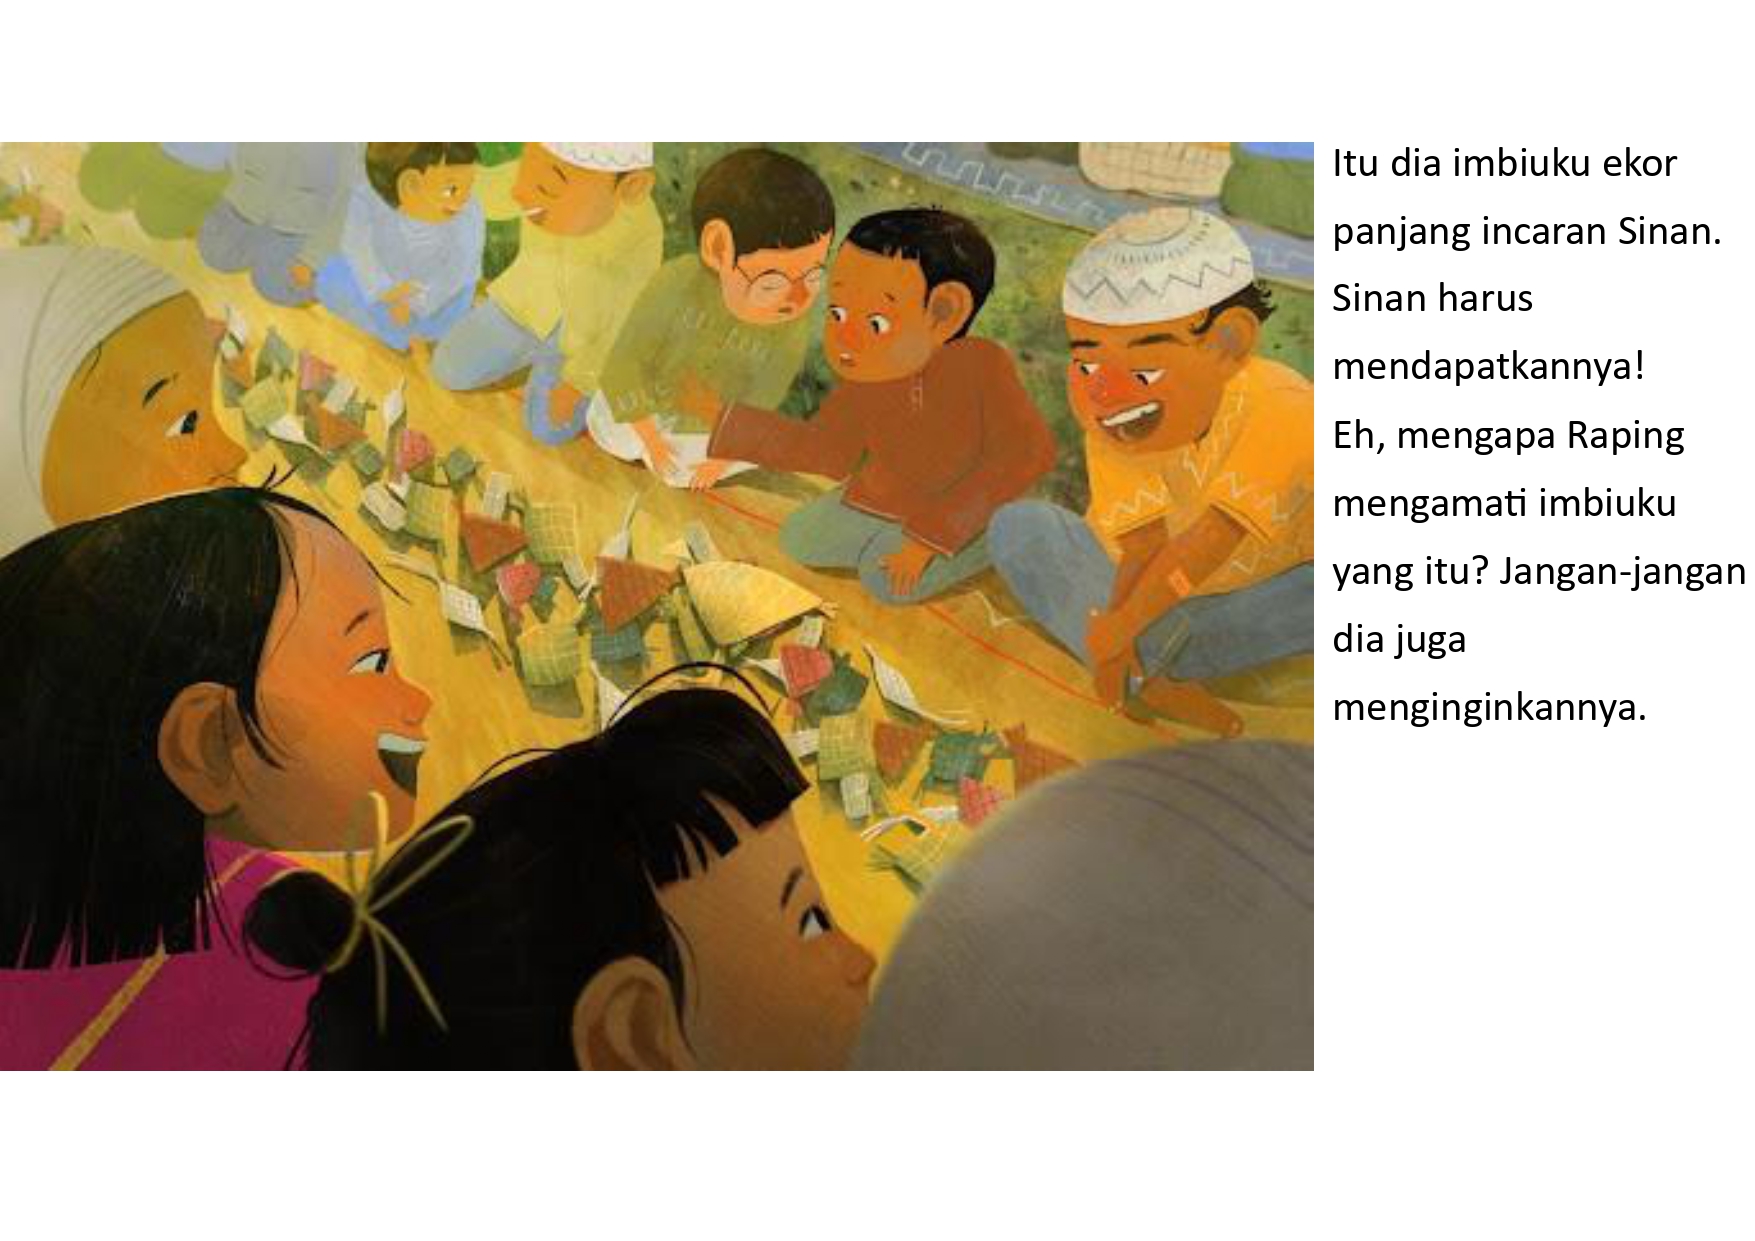 Itu dia imbiuku ekor
panjang incaran Sinan.
Sinan harus
mendapatkannya!
Eh, mengapa Raping
mengamati imbiuku
yang itu? Jangan-jangan
dia juga
menginginkannya.